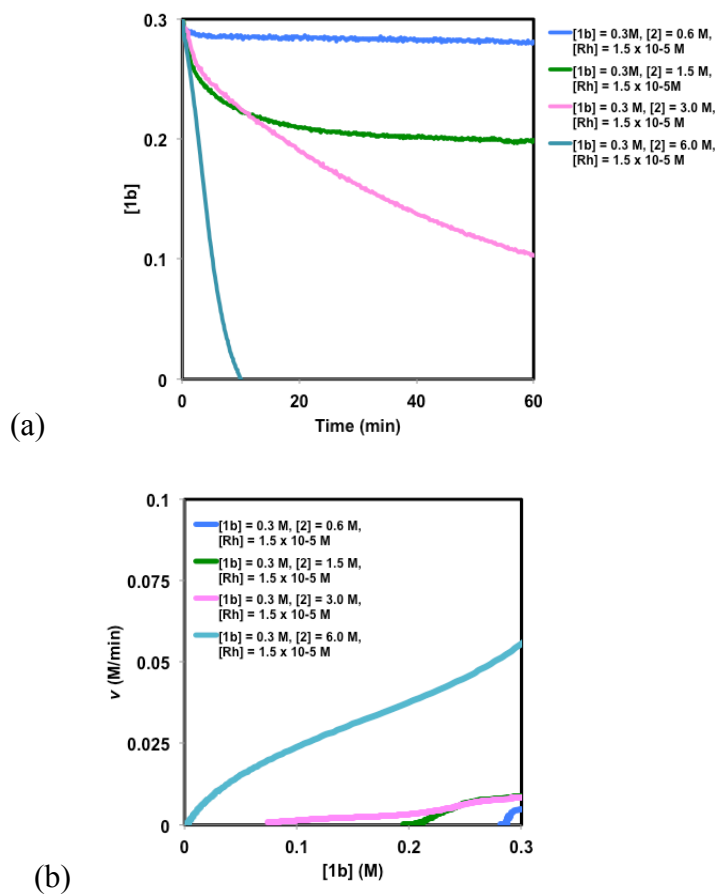 0.3
0.2
0.1
0
[1b]
0
20
40
60
Time (min)
[1b] = 0.3M, [2] = 0.6 M,
[Rh] = 1.5 x 10-5 M
[1b] = 0.3M, [2] = 1.5 M,
[Rh] = 1.5 x 10-5M
[1b] = 0.3 M, [2] = 3.0 M,
[Rh] = 1.5 x 10-5 M
[1b] = 0.3 M, [2] = 6.0 M,
[Rh] = 1.5 x 10-5 M
(a)
0.1
0.075
0.05
0.025
0
v (M/min)
[1b] = 0.3 M, [2] = 0.6 M,
[Rh] = 1.5 x 10-5 M
[1b] = 0.3 M, [2] = 1.5 M,
[Rh] = 1.5 x 10-5 M
[1b] = 0.3 M, [2] = 3.0 M,
[Rh] = 1.5 x 10-5 M
[1b] = 0.3 M, [2] = 6.0 M,
[Rh] = 1.5 x 10-5 M
0
0.1
0.2
0.3
[1b] (M)
(b)